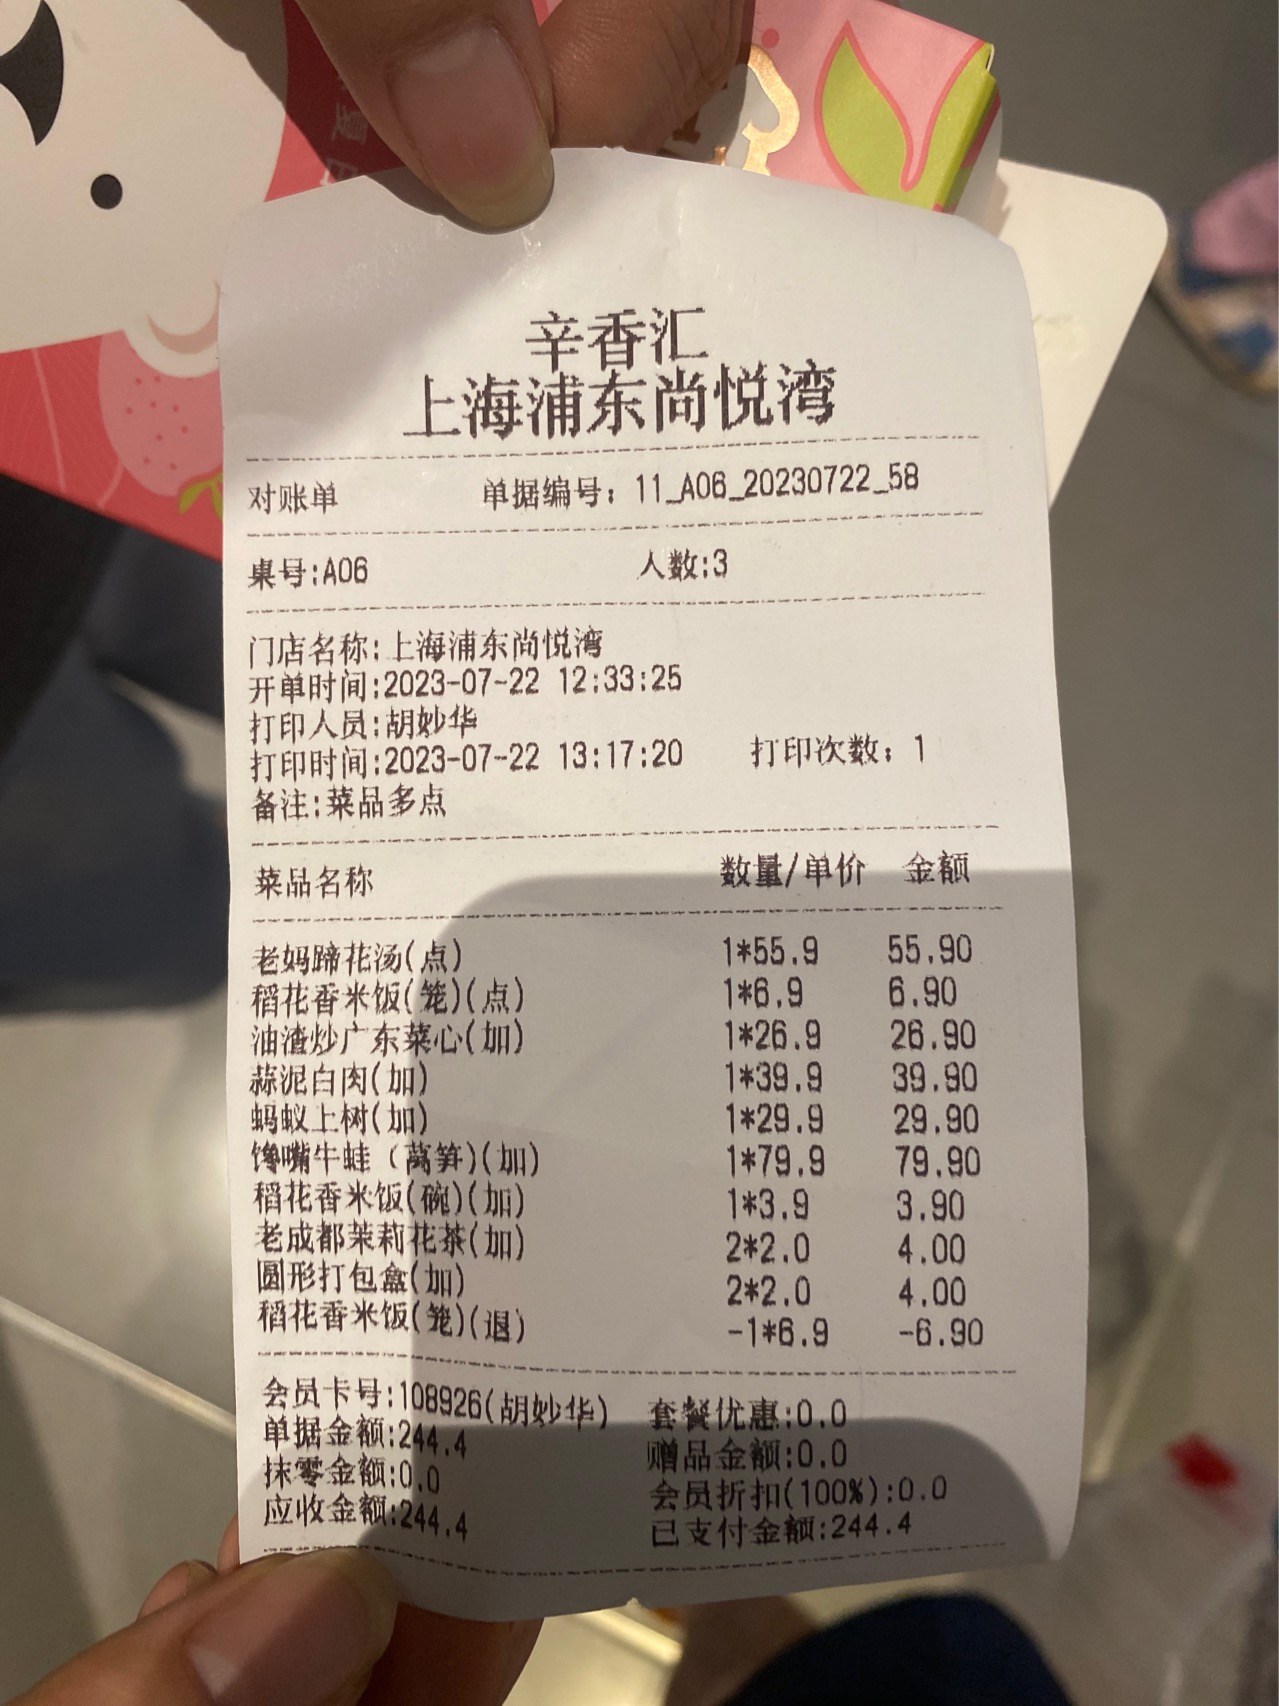 夏日
辛香汇
上海浦东尚悦湾
对账单 单据编号：11_A06_20230722_58
桌号:A06 人数:3
门店名称:上海浦东尚悦湾
开单时间:2023-07-22 12:33:25
打印人员:胡妙华
打印时间:2023-07-22 13:17:20 打印次数：1
备注:菜品多点
菜品名称 数量/单价 金额
老妈蹄花汤(点) 1*55.9 55.90
稻花香米饭(笼)(点) 1*6.9 6.90
油渣炒广东菜心(加) 1*26.9 26.90
蒜泥白肉(加) 1*39.9 39.90
蚂蚁上树(加) 1*29.9 29.90
馋嘴牛蛙（莴笋)(加) 1*79.9 79.90
稻花香米饭(碗)(加) 1*3.9 3.90
老成都茉莉花茶(加) 2*2.0 4.00
圆形打包盒(加) 2*2.0 4.00
稻花香米饭(笼)(退) -1*6.9 -6.90
会员卡号:108926(胡妙华) 套餐优惠:0.0
单据金额:244.4 赠品金额:0.0
抹零金额:0.0 会员折扣(100%):0.0
应收金额:244.4 已支付金额:244.4